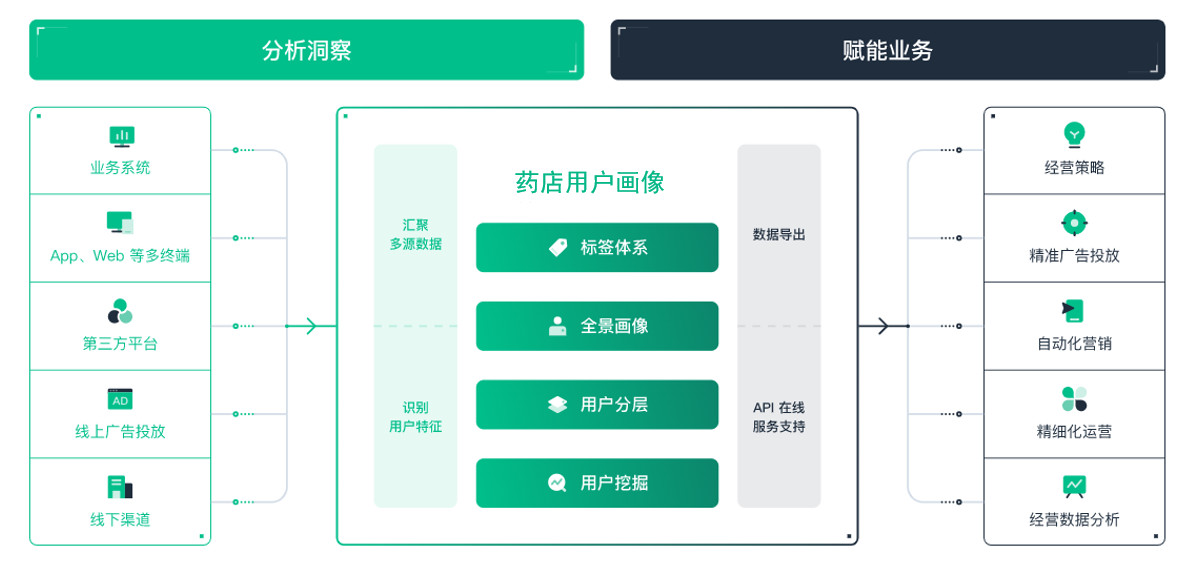 分析洞察
赋能业务
业务系统
App、Web 等多终端
第三方平台
AD
线上广告投放
线下渠道
汇聚
多源数据
识别
用户特征
药店用户画像
标签体系
全景画像
用户分层
用户挖掘
数据导出
API 在线
服务支持
经营策略
精准广告投放
自动化营销
精细化运营
经营数据分析